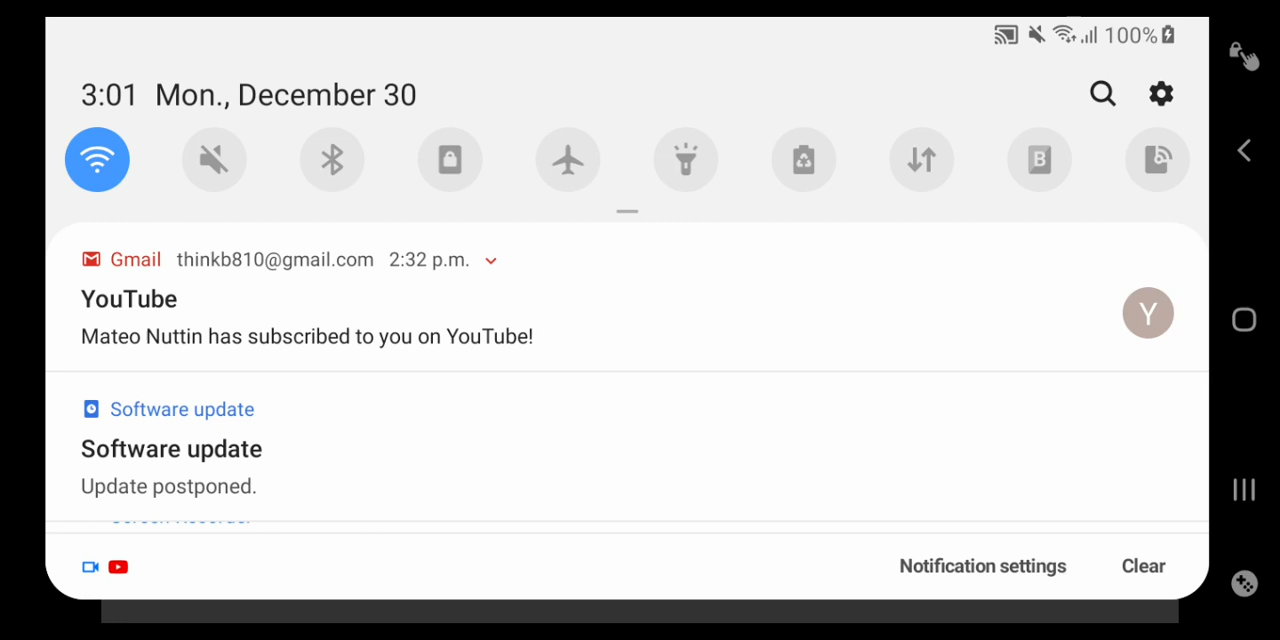 100%
3:01 Mon., December 30
B
Gmail thinkb810@gmail.com 2:32 p.m.
YouTube
Mateo Nuttin has subscribed to you on YouTube!
Y
Software update
Software update
Update postponed.
Notification settings Clear